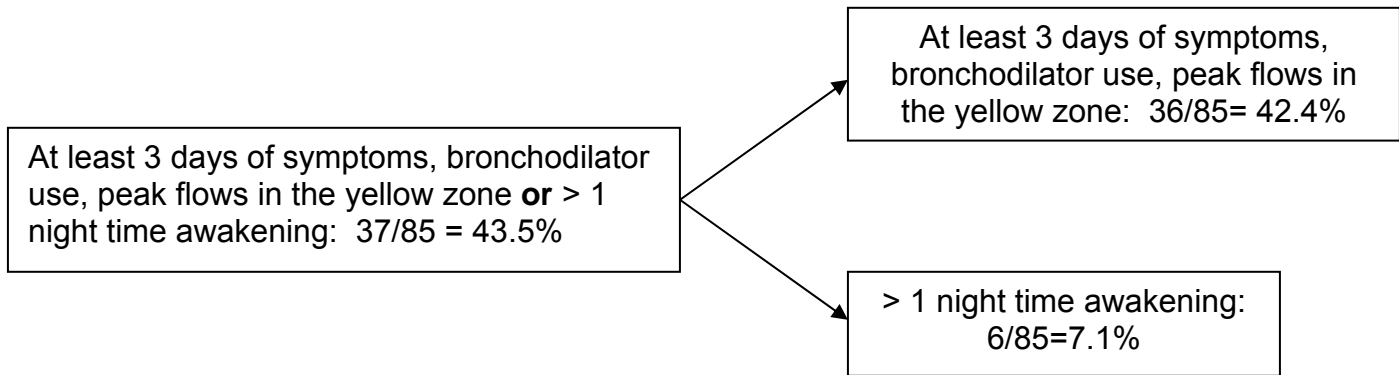 At least 3 days of symptoms, bronchodilator
use, peak flows in the yellow zone or > 1
night time awakening:  37/85 = 43.5%
At least 3 days of symptoms,
bronchodilator use, peak flows in
the yellow zone:  36/85= 42.4%
> 1 night time awakening:
6/85=7.1%